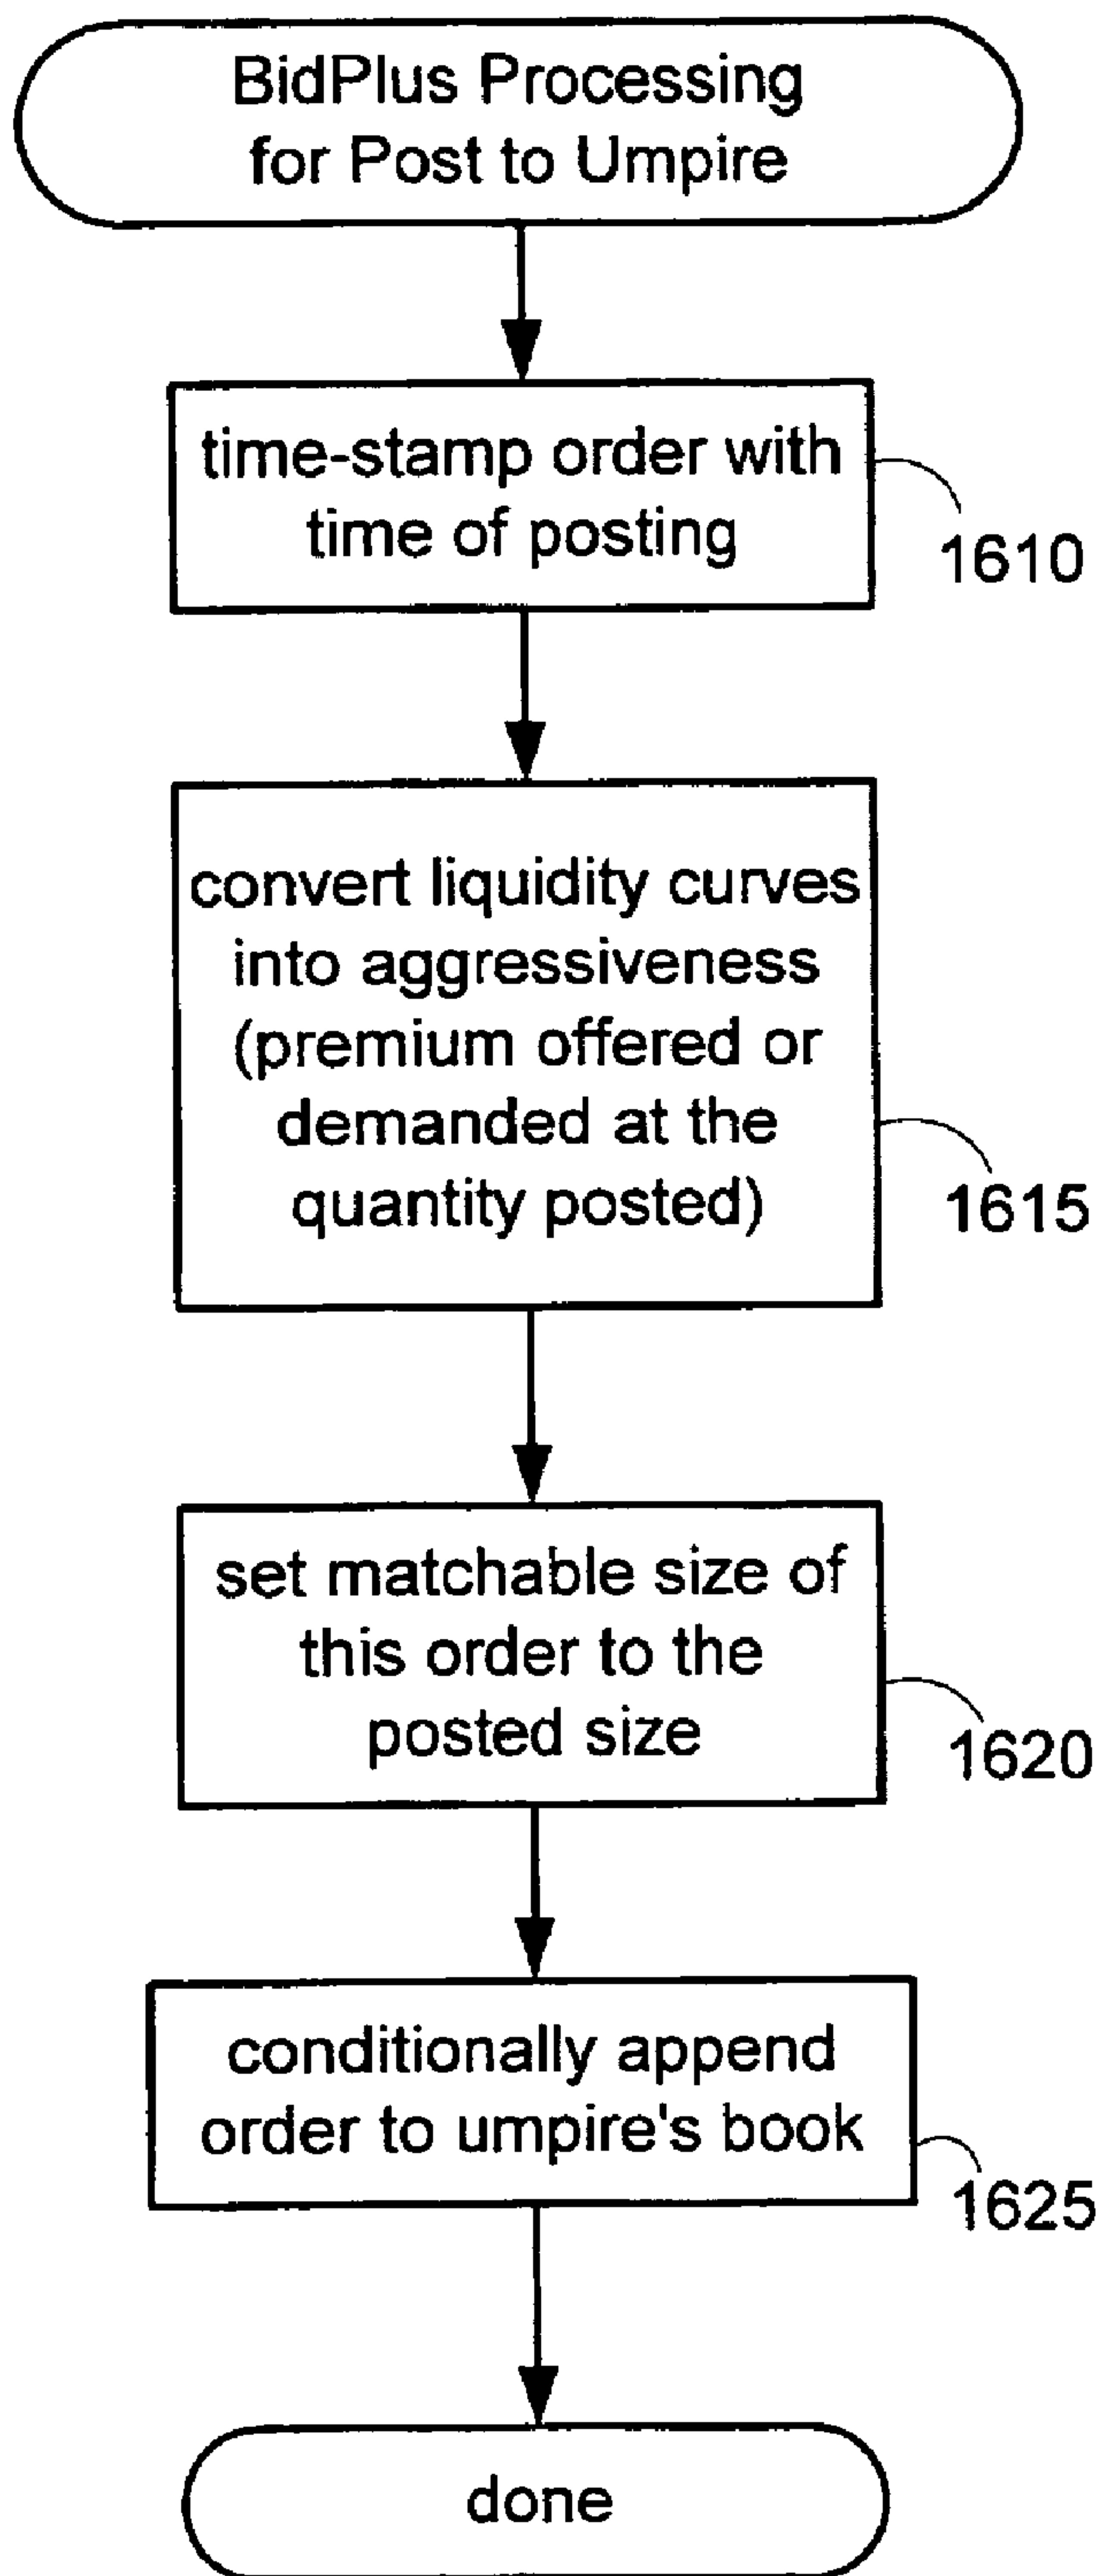 BidPlus Processing
for Post to Umpire
time-stamp order with
time of posting
1610
convert liquidity curves
into aggressiveness
(premium offered or
demanded at the
quantity posted)
1615
set matchable size of
this order to the
posted size
1620
conditionally append
order to umpire's book
1625
done